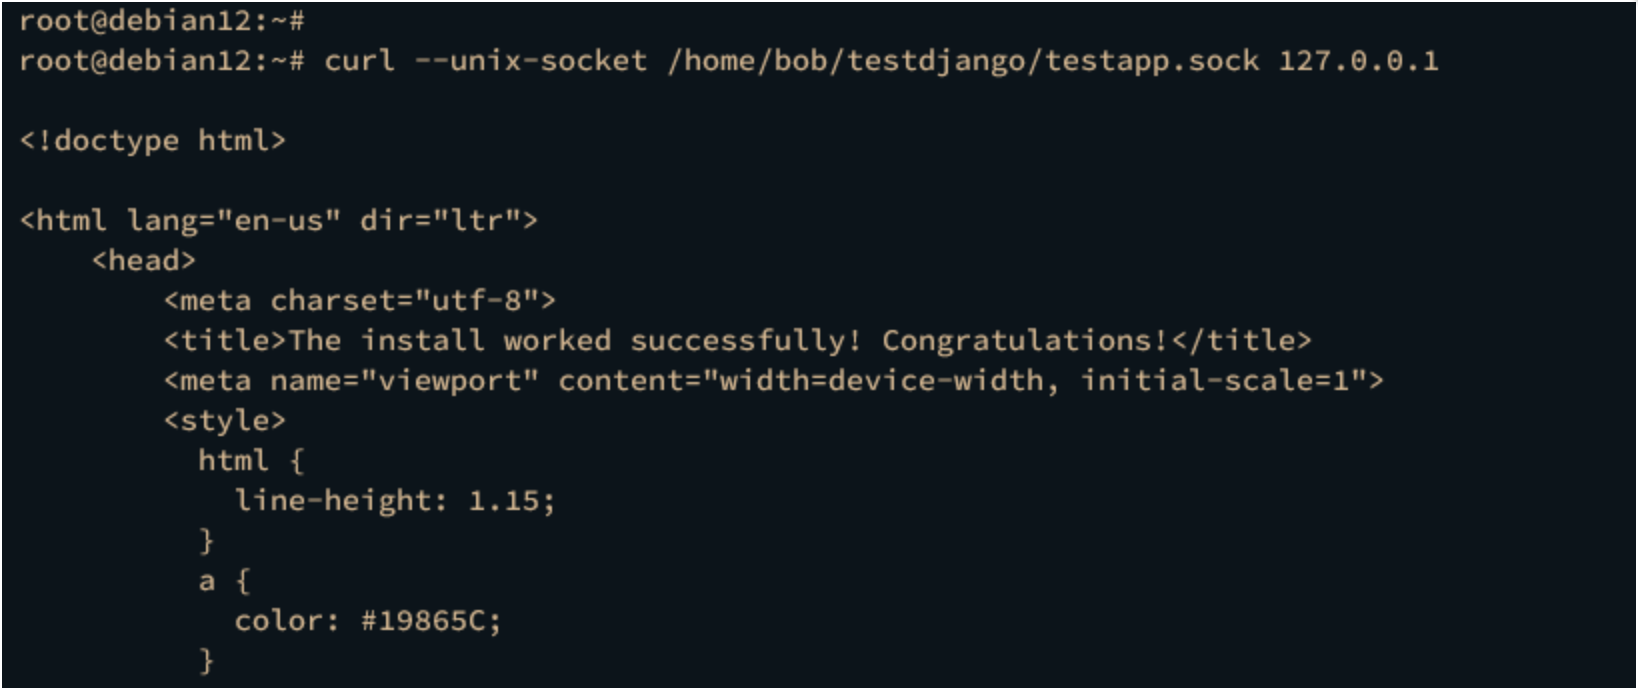 root@debian12:~#
root@debian12:~# curl --unix-socket /home/bob/testdjango/testapp.sock 127.0.0.1
<!doctype html>
<html lang="en-us" dir="ltr">
<head>
<meta charset="utf-8">
<title>The install worked successfully! Congratulations!</title>
<meta name="viewport" content="width=device-width, initial-scale=1">
<style>
html {
line-height: 1.15;
}
a {
color: #19865C;
}